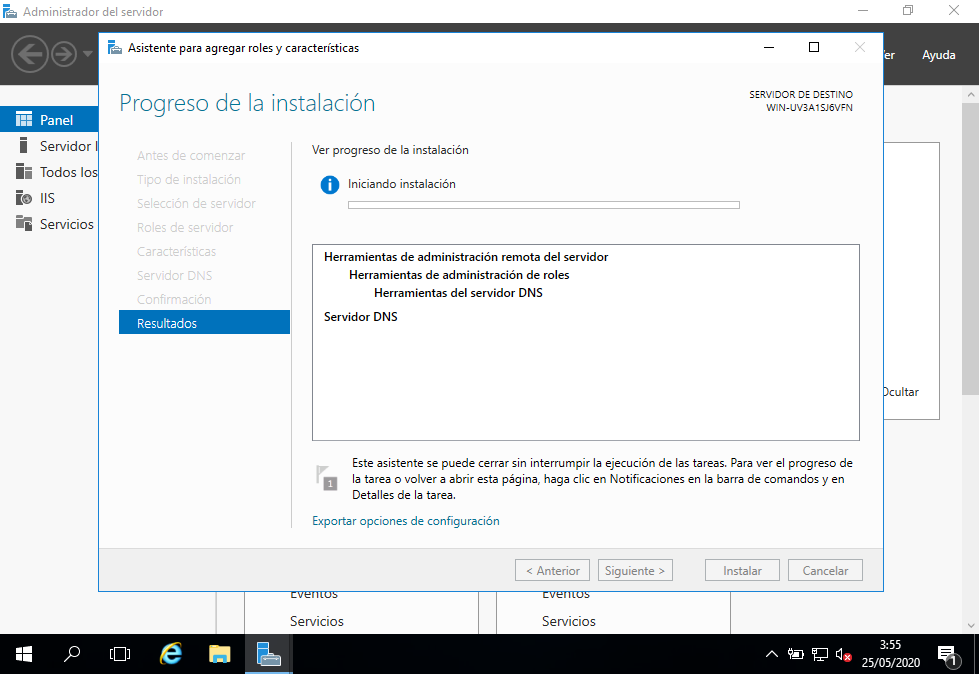 Administrador del servidor
Asistente para agregar roles y características
Ayuda
Progreso de la instalación
SERVIDOR DE DESTINO
WIN-UV3A1SJ6VFN
Panel
Servidor
Todos los
IIS
Servicios
Antes de comenzar
Tipo de instalación
Selección de servidor
Roles de servidor
Características
Servidor DNS
Confirmación
Resultados
Ver progreso de la instalación
Iniciando instalación
Herramientas de administración remota del servidor
Herramientas de administración de roles
Herramientas del servidor DNS
Servidor DNS
Ocultar
1
Este asistente se puede cerrar sin interrumpir la ejecución de las tareas. Para ver el progreso de
la tarea o volver a abrir esta página, haga clic en Notificaciones en la barra de comandos y en
Detalles de la tarea.
Exportar opciones de configuración
< Anterior
Siguiente >
Instalar
Cancelar
Eventos
Eventos
Servicios
Servicios
3:55
25/05/2020
1